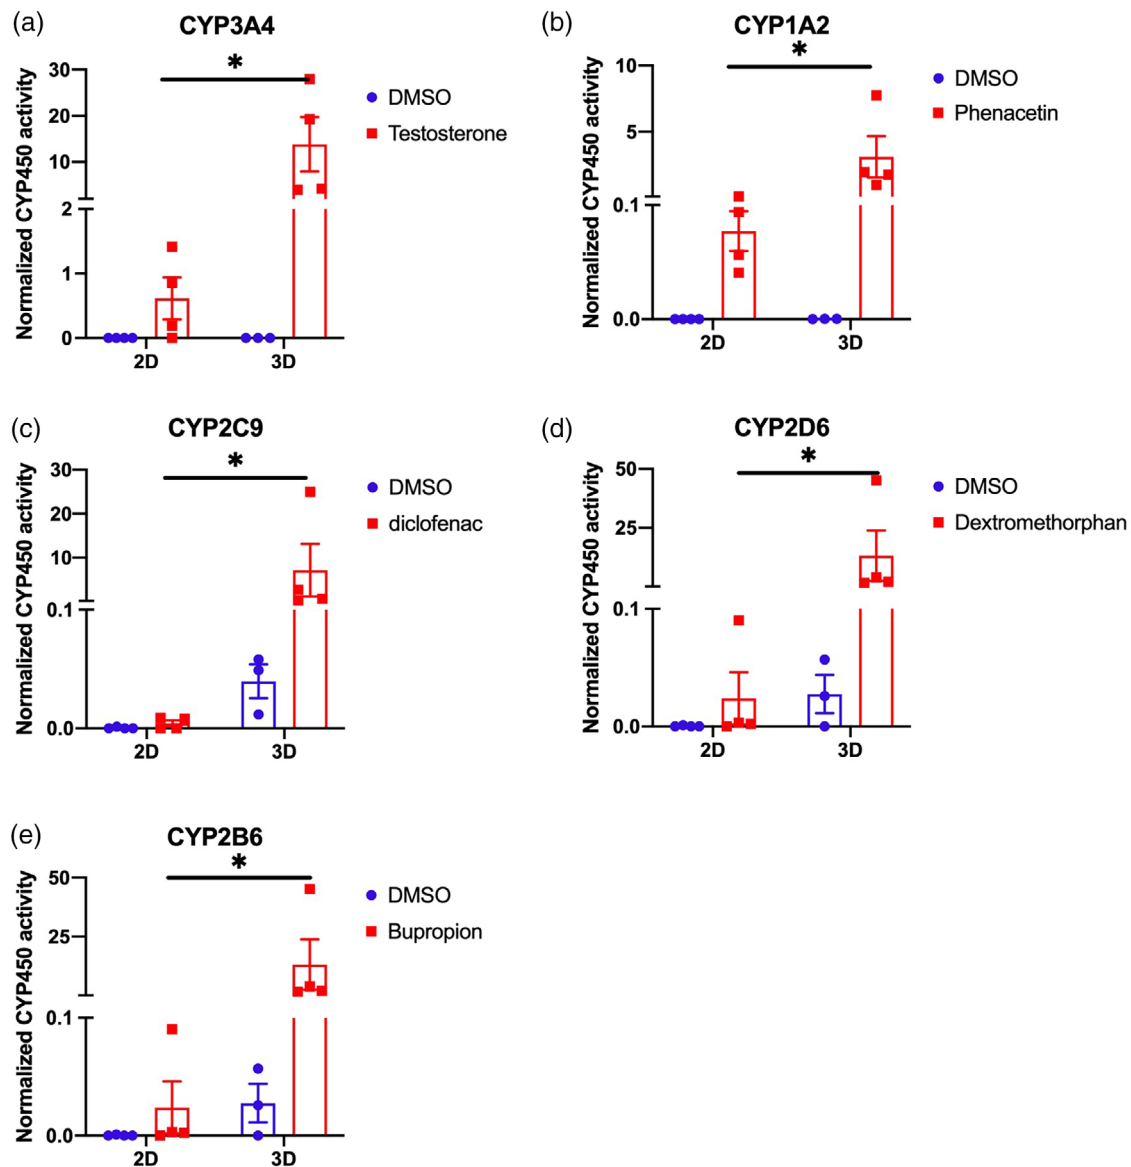 (a)
CYP3A4
*
Normalized CYP450 activity
30
20
10
2
1
0
2D
3D
DMSO
Testosterone
(b)
CYP1A2
*
Normalized CYP450 activity
10
5
0.1
0.0
2D
3D
DMSO
Phenacetin
(c)
CYP2C9
*
Normalized CYP450 activity
30
20
10
0.1
0.0
2D
3D
DMSO
diclofenac
(d)
CYP2D6
*
Normalized CYP450 activity
50
25
0.1
0.0
2D
3D
DMSO
Dextromethorphan
(e)
CYP2B6
*
Normalized CYP450 activity
50
25
0.1
0.0
2D
3D
DMSO
Bupropion